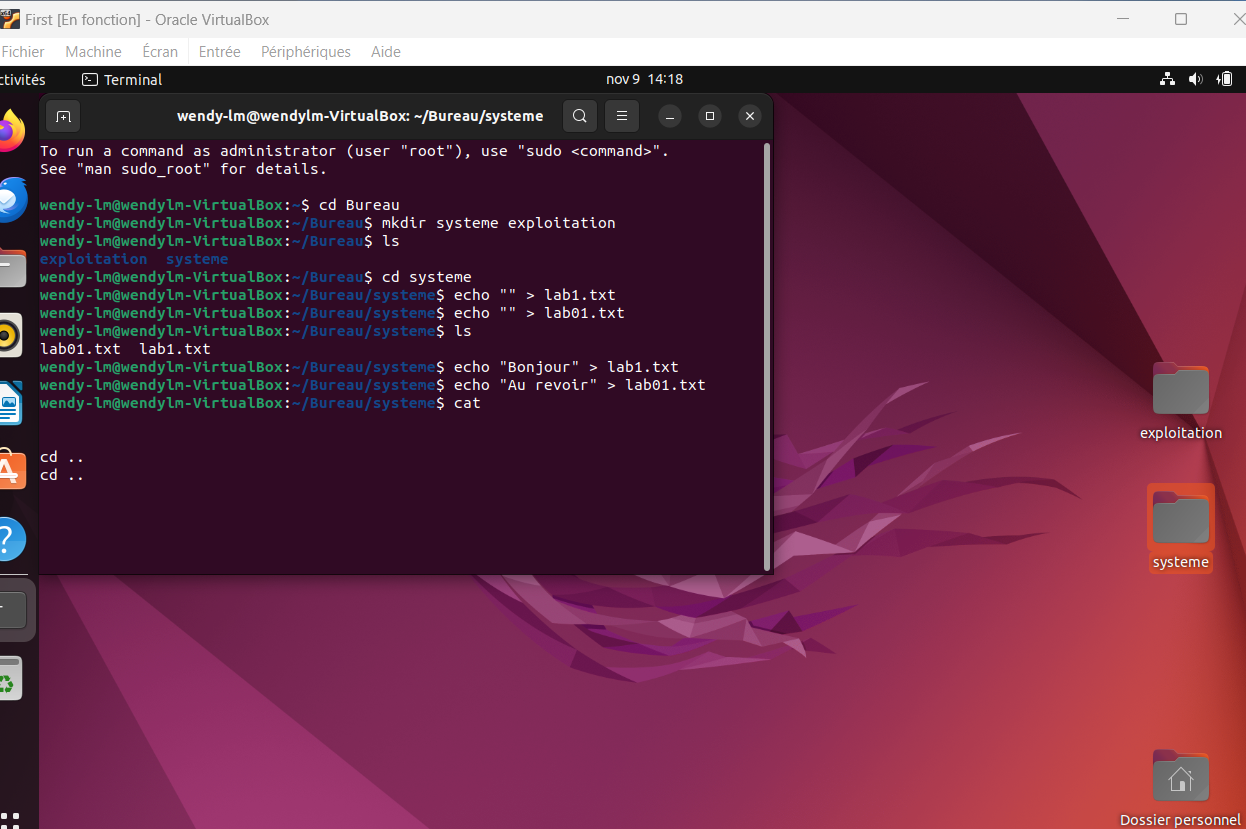 First [En fonction] - Oracle VirtualBox
Fichier Machine Écran Entrée Périphériques Aide
ctivités Terminal nov 9 14:18
wendy-lm@wendylm-VirtualBox: ~/Bureau/systeme
To run a command as administrator (user "root"), use "sudo <command>".
See "man sudo_root" for details.
wendy-lm@wendylm-VirtualBox:~$ cd Bureau
wendy-lm@wendylm-VirtualBox:~/Bureau$ mkdir systeme exploitation
wendy-lm@wendylm-VirtualBox:~/Bureau$ ls
exploitation  systeme
wendy-lm@wendylm-VirtualBox:~/Bureau$ cd systeme
wendy-lm@wendylm-VirtualBox:~/Bureau/systeme$ echo "" > lab1.txt
wendy-lm@wendylm-VirtualBox:~/Bureau/systeme$ echo "" > lab01.txt
wendy-lm@wendylm-VirtualBox:~/Bureau/systeme$ ls
lab01.txt  lab1.txt
wendy-lm@wendylm-VirtualBox:~/Bureau/systeme$ echo "Bonjour" > lab1.txt
wendy-lm@wendylm-VirtualBox:~/Bureau/systeme$ echo "Au revoir" > lab01.txt
wendy-lm@wendylm-VirtualBox:~/Bureau/systeme$ cat
cd ..
cd ..
exploitation
systeme
Dossier personnel